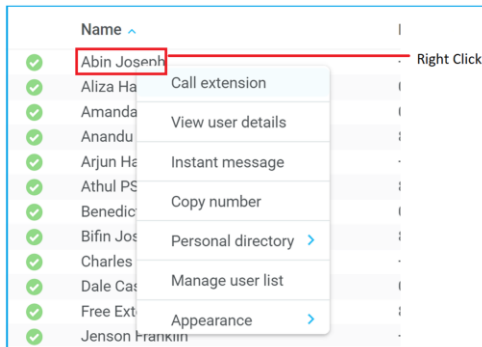 Name
Abin Joseph
Right Click
Aliza Ha
Call extension
Amanda
View user details
Anandu
Arjun Ha
Instant message
Athul PS
Copy number
Benedic
Bifin Jos
Personal directory
Charles
Manage user list
Dale Cas
Free Ext
Appearance
Jenson Franklin